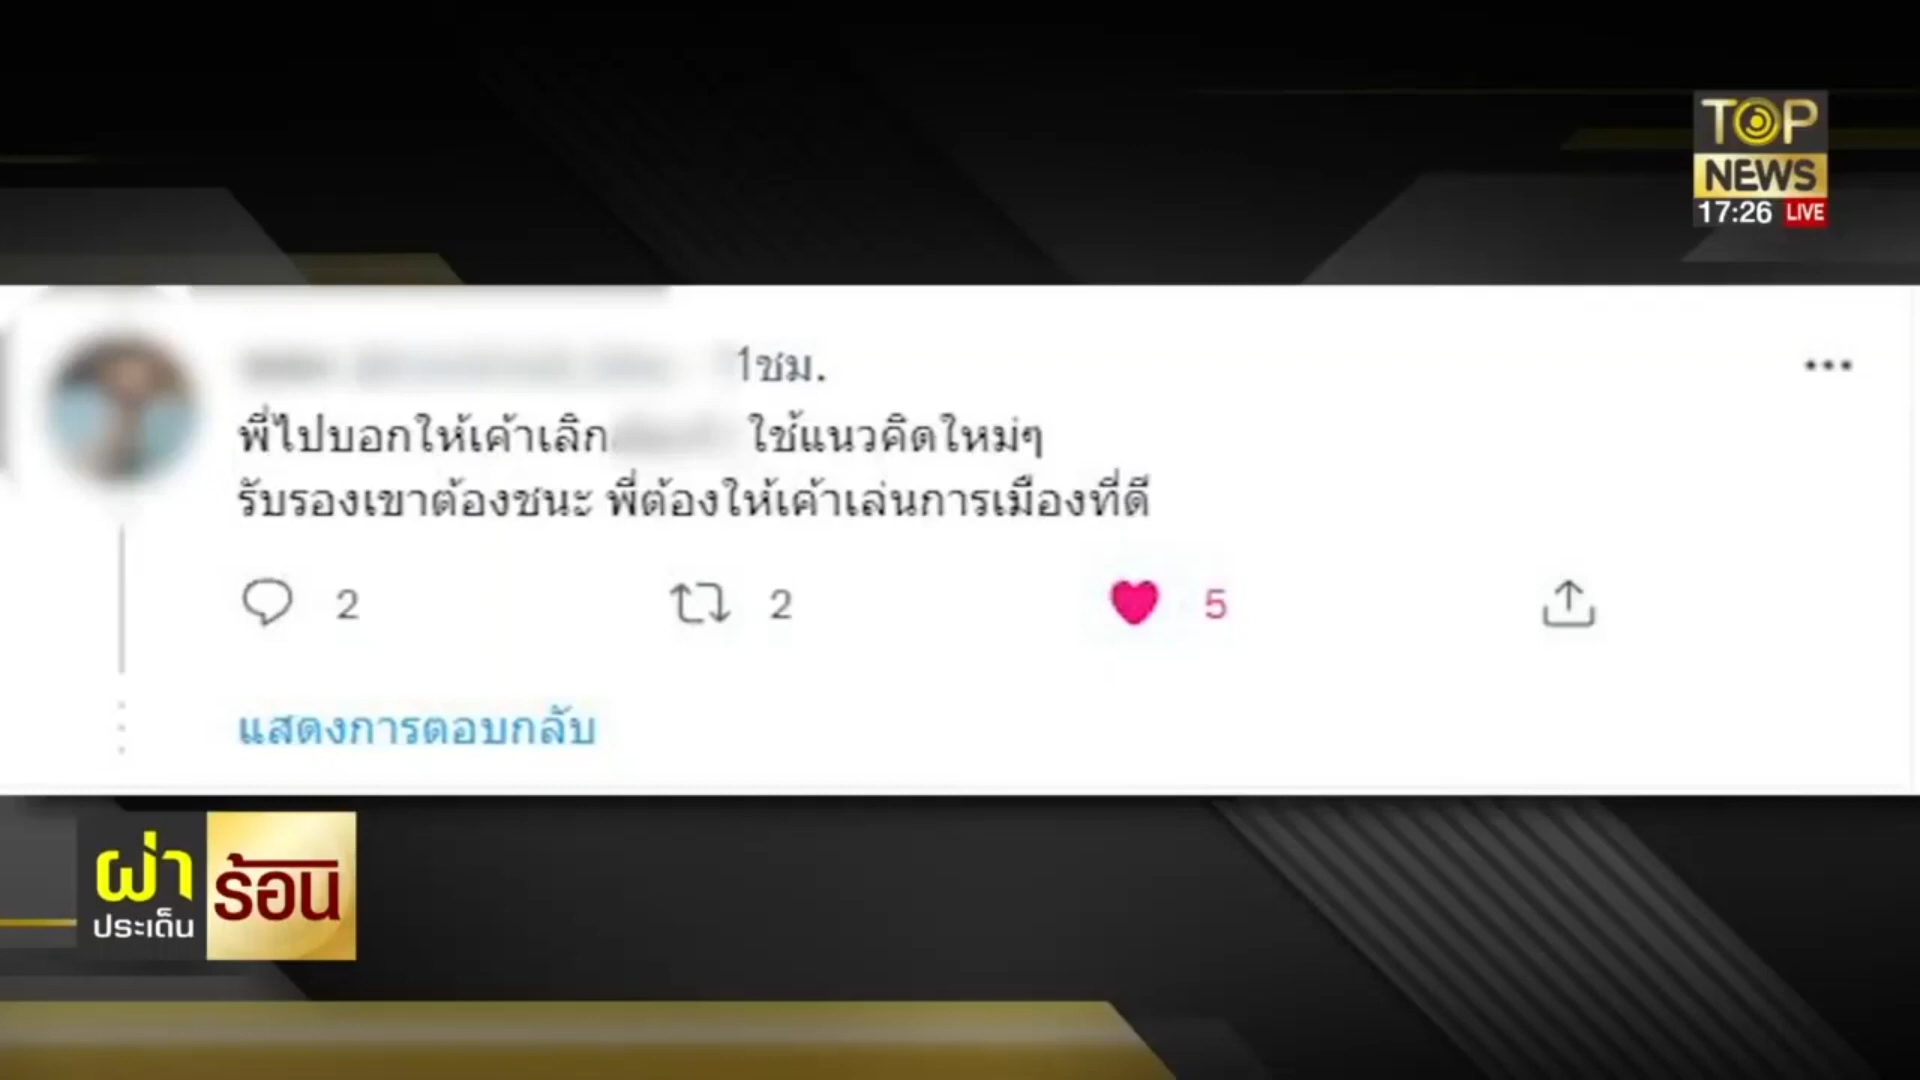 TOP
NEWS
17:26 LIVE
1ชม.
พี่ไปบอกให้เค้าเลิก ใช้แนวคิดใหม่ๆ
รับรองเขาต้องชนะ พี่ต้องให้เค้าเล่นการเมืองที่ดี
2 2 5
แสดงการตอบกลับ
ผ่า
ประเด็น
ร้อน